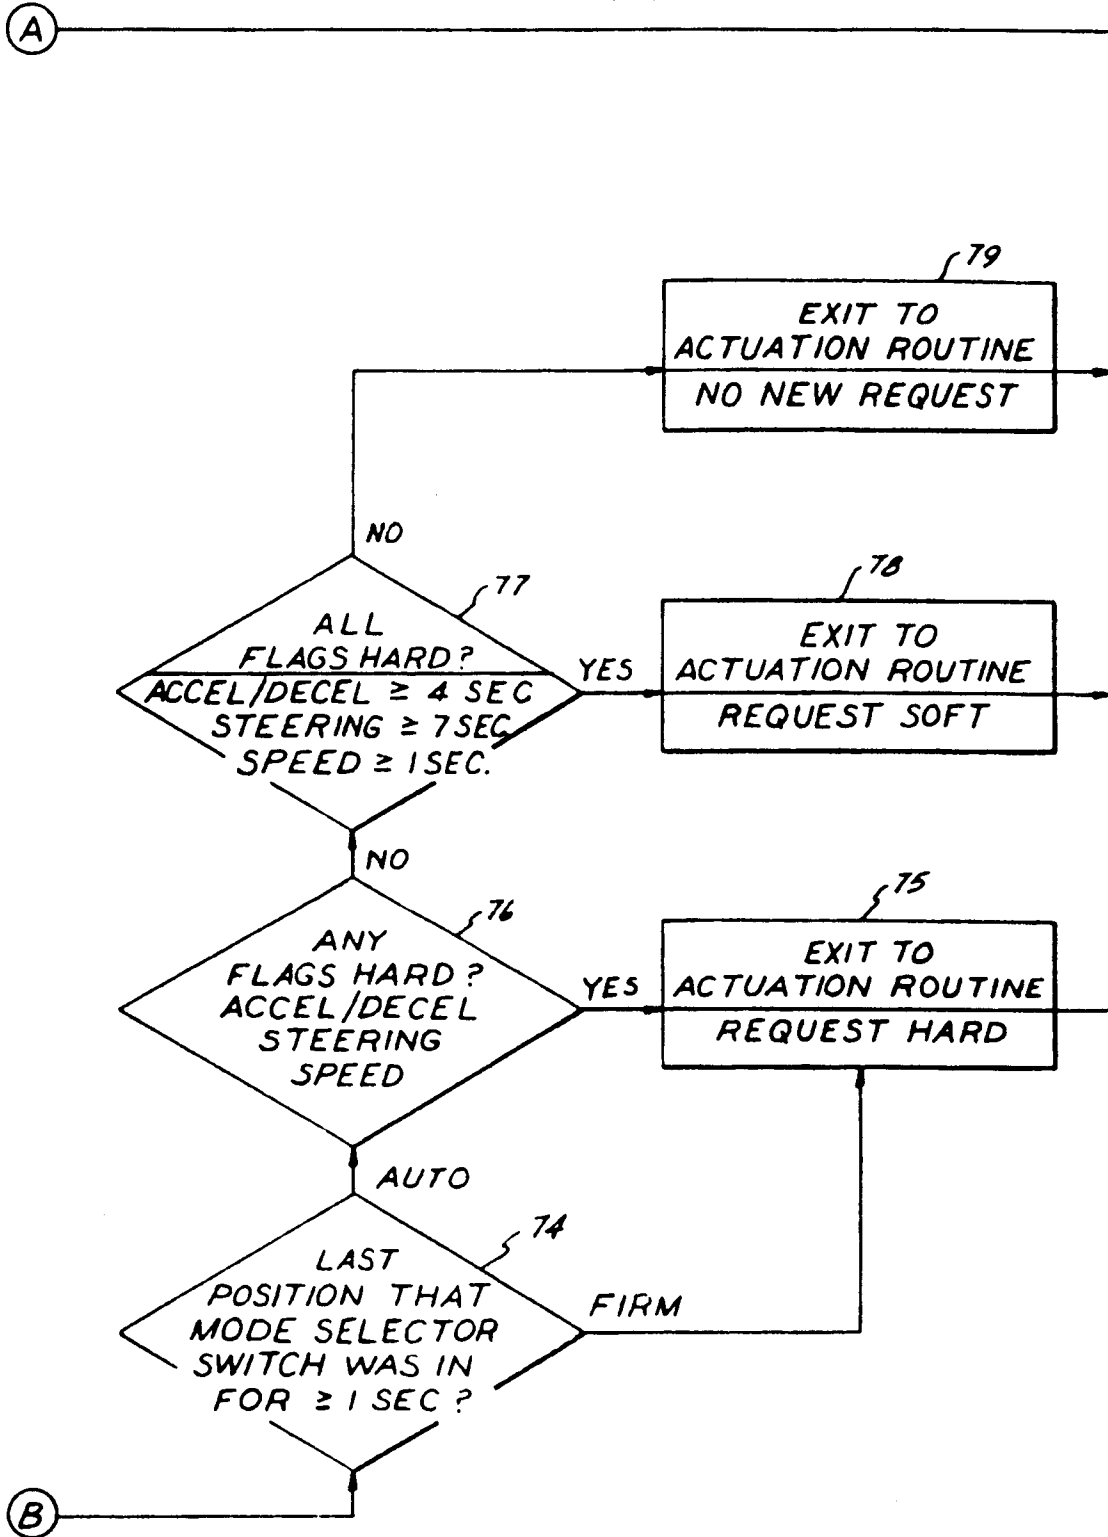 A
79
EXIT TO
ACTUATION ROUTINE
NO NEW REQUEST
NO
77
ALL
FLAGS HARD?
ACCEL/DECEL ≥ 4 SEC
STEERING ≥ 7 SEC
SPEED ≥ 1 SEC.
YES
78
EXIT TO
ACTUATION ROUTINE
REQUEST SOFT
NO
76
ANY
FLAGS HARD?
ACCEL/DECEL
STEERING
SPEED
YES
75
EXIT TO
ACTUATION ROUTINE
REQUEST HARD
AUTO
74
LAST
POSITION THAT
MODE SELECTOR
SWITCH WAS IN
FOR ≥ 1 SEC?
FIRM
B